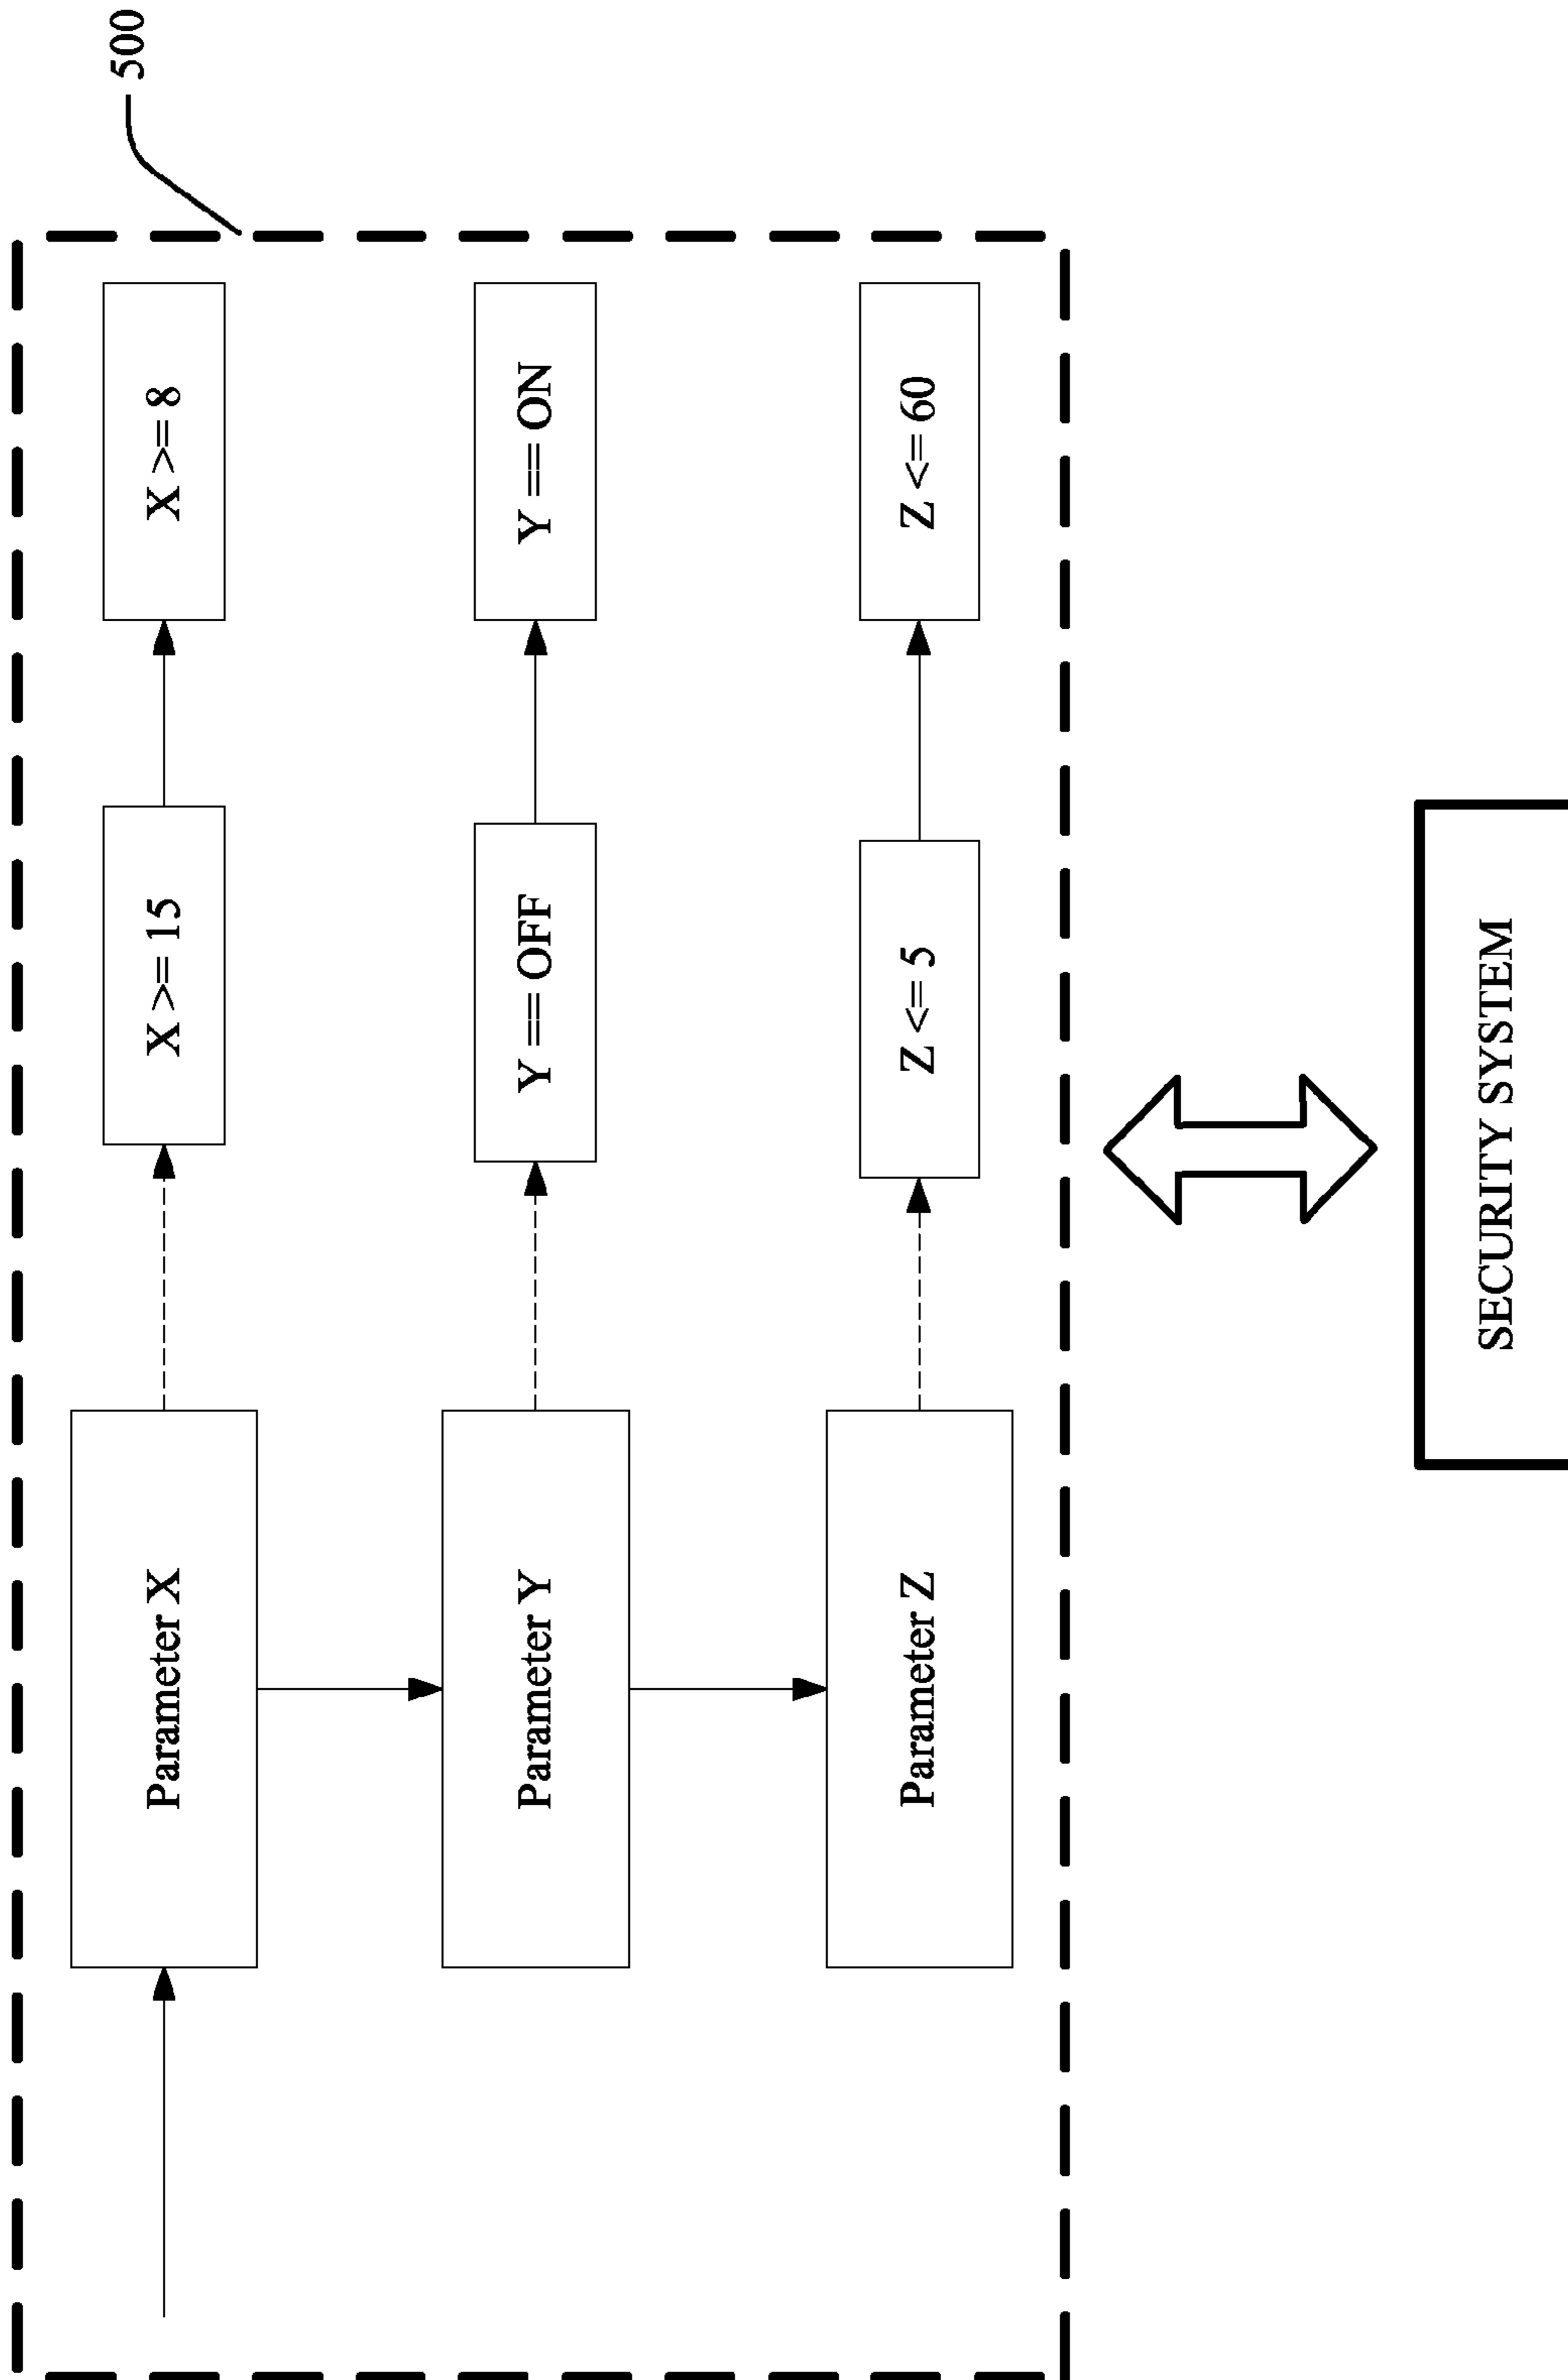 500
Parameter X
X >= 15
X >= 8
Parameter Y
Y == OFF
Y == ON
Parameter Z
Z <= 5
Z <= 60
SECURITY SYSTEM